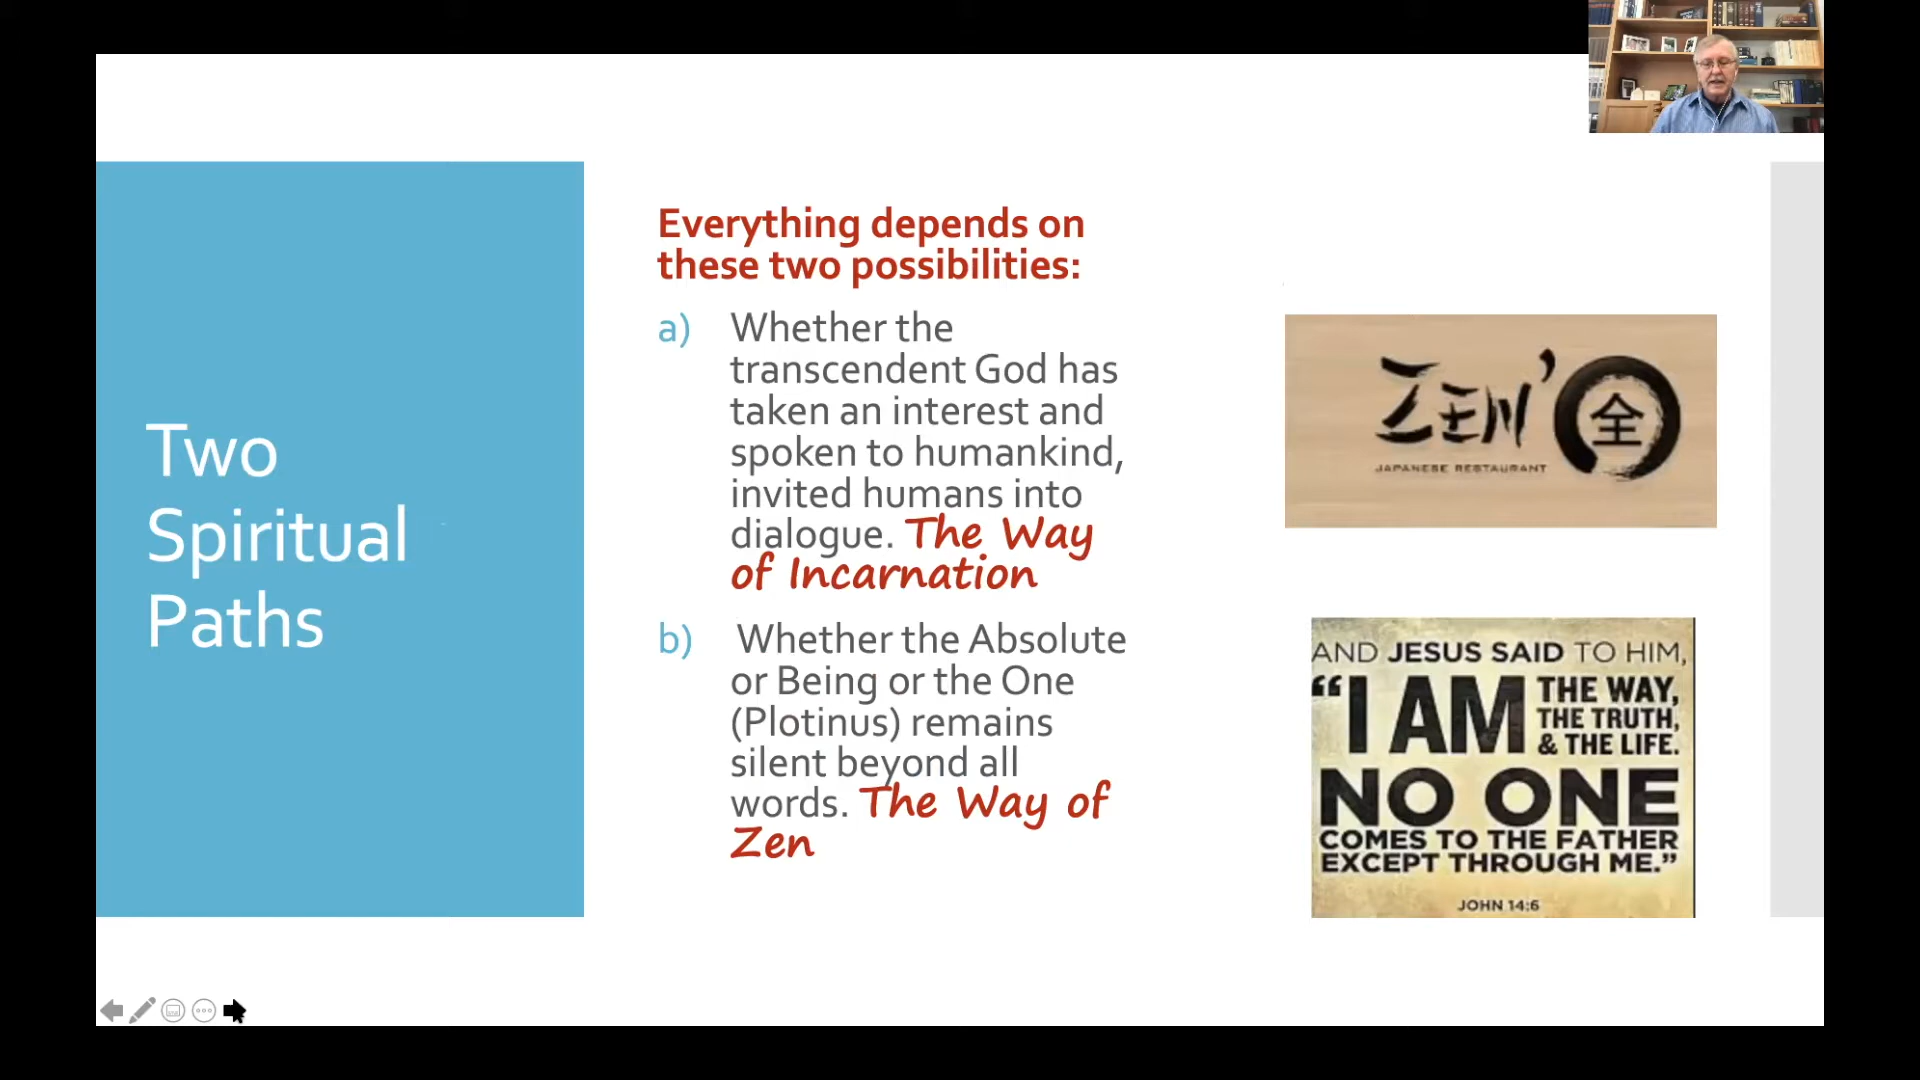 Two
Spiritual
Paths
Everything depends on
these two possibilities:
a) Whether the
transcendent God has
taken an interest and
spoken to humankind,
invited humans into
dialogue. The Way
of Incarnation
b) Whether the Absolute
or Being or the One
(Plotinus) remains
silent beyond all
words. The Way of
Zen
ZEN' 全
JAPANESE RESTAURANT
AND JESUS SAID TO HIM,
“I AM THE WAY,
THE TRUTH,
& THE LIFE.
NO ONE
COMES TO THE FATHER
EXCEPT THROUGH ME.”
JOHN 14:6